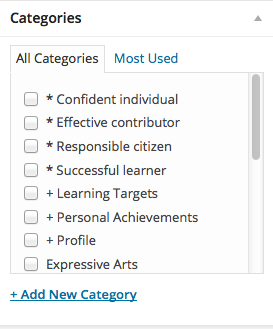 Categories
All Categories Most Used
* Confident individual
* Effective contributor
* Responsible citizen
* Successful learner
+ Learning Targets
+ Personal Achievements
+ Profile
Expressive Arts
+ Add New Category